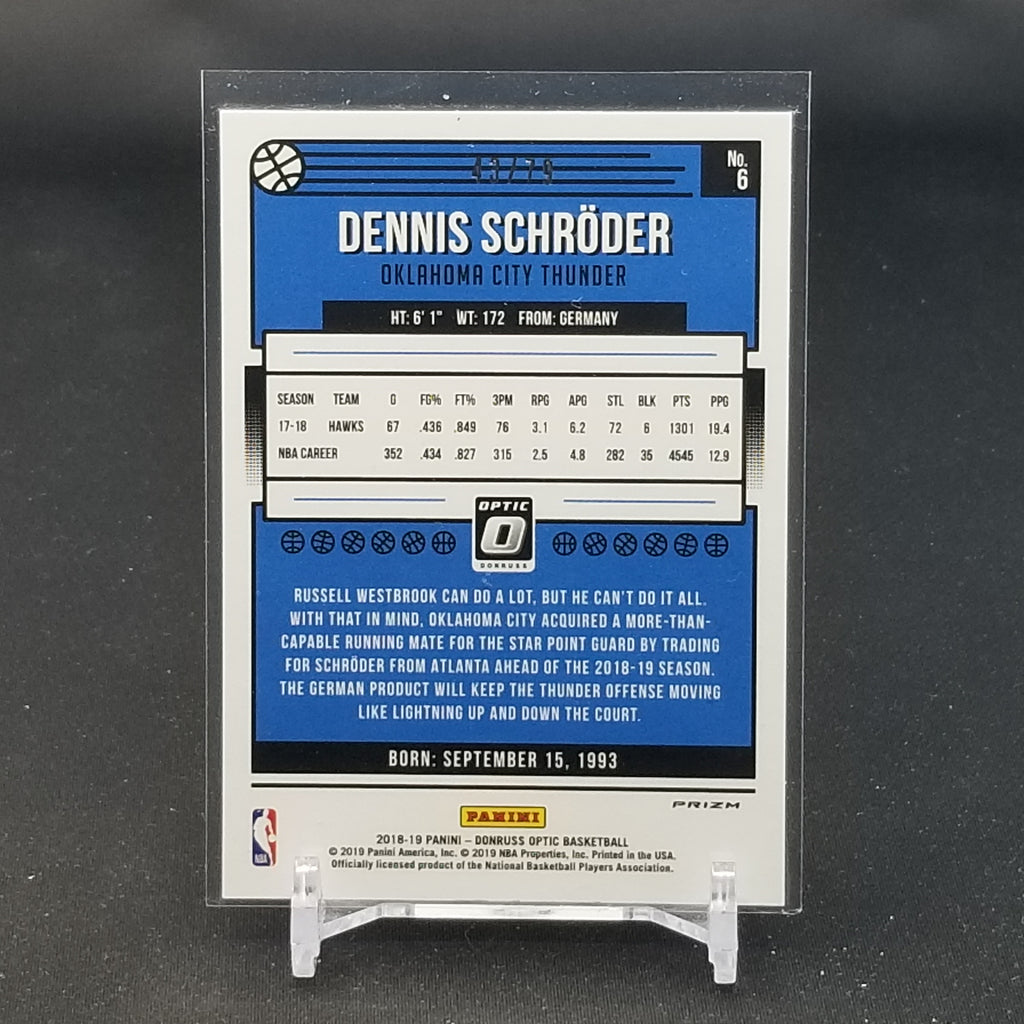 43/79
No.
6
DENNIS SCHRÖDER
OKLAHOMA CITY THUNDER
HT: 6' 1" WT: 172 FROM: GERMANY
SEASON TEAM G FG% FT% 3PM RPG APG STL BLK PTS PPG
17-18 HAWKS 67 .436 .849 76 3.1 6.2 72 6 1301 19.4
NBA CAREER 352 .434 .827 315 2.5 4.8 282 35 4545 12.9
OPTIC
O
DONRUSS
RUSSELL WESTBROOK CAN DO A LOT, BUT HE CAN'T DO IT ALL.
WITH THAT IN MIND, OKLAHOMA CITY ACQUIRED A MORE-THAN-
CAPABLE RUNNING MATE FOR THE STAR POINT GUARD BY TRADING
FOR SCHRÖDER FROM ATLANTA AHEAD OF THE 2018-19 SEASON.
THE GERMAN PRODUCT WILL KEEP THE THUNDER OFFENSE MOVING
LIKE LIGHTNING UP AND DOWN THE COURT.
BORN: SEPTEMBER 15, 1993
PRIZM
PANINI
NBA
2018-19 PANINI – DONRUSS OPTIC BASKETBALL
© 2019 Panini America, Inc. © 2019 NBA Properties, Inc. Printed in the USA.
Officially licensed product of the National Basketball Players Association.